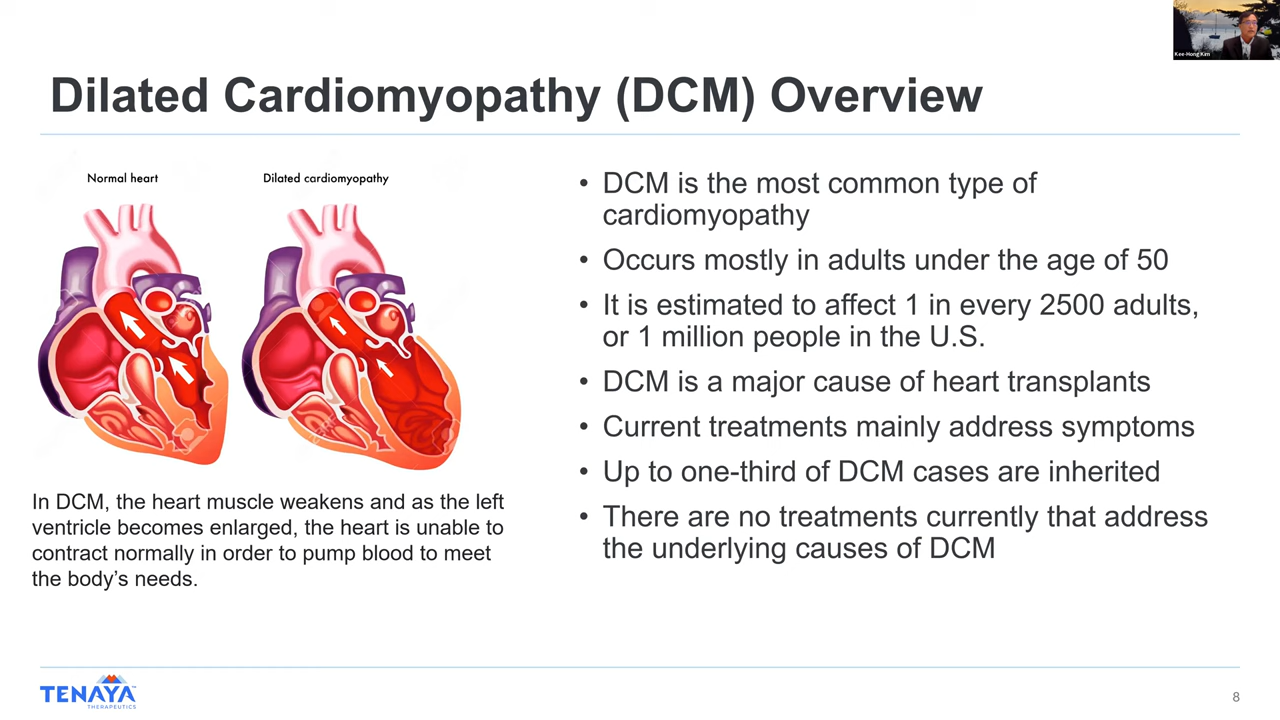 Kee-Hong Kim
Dilated Cardiomyopathy (DCM) Overview
Normal heart
Dilated cardiomyopathy
In DCM, the heart muscle weakens and as the left
ventricle becomes enlarged, the heart is unable to
contract normally in order to pump blood to meet
the body’s needs.
• DCM is the most common type of
cardiomyopathy
• Occurs mostly in adults under the age of 50
• It is estimated to affect 1 in every 2500 adults,
or 1 million people in the U.S.
• DCM is a major cause of heart transplants
• Current treatments mainly address symptoms
• Up to one-third of DCM cases are inherited
• There are no treatments currently that address
the underlying causes of DCM
TENAYA
THERAPEUTICS
8